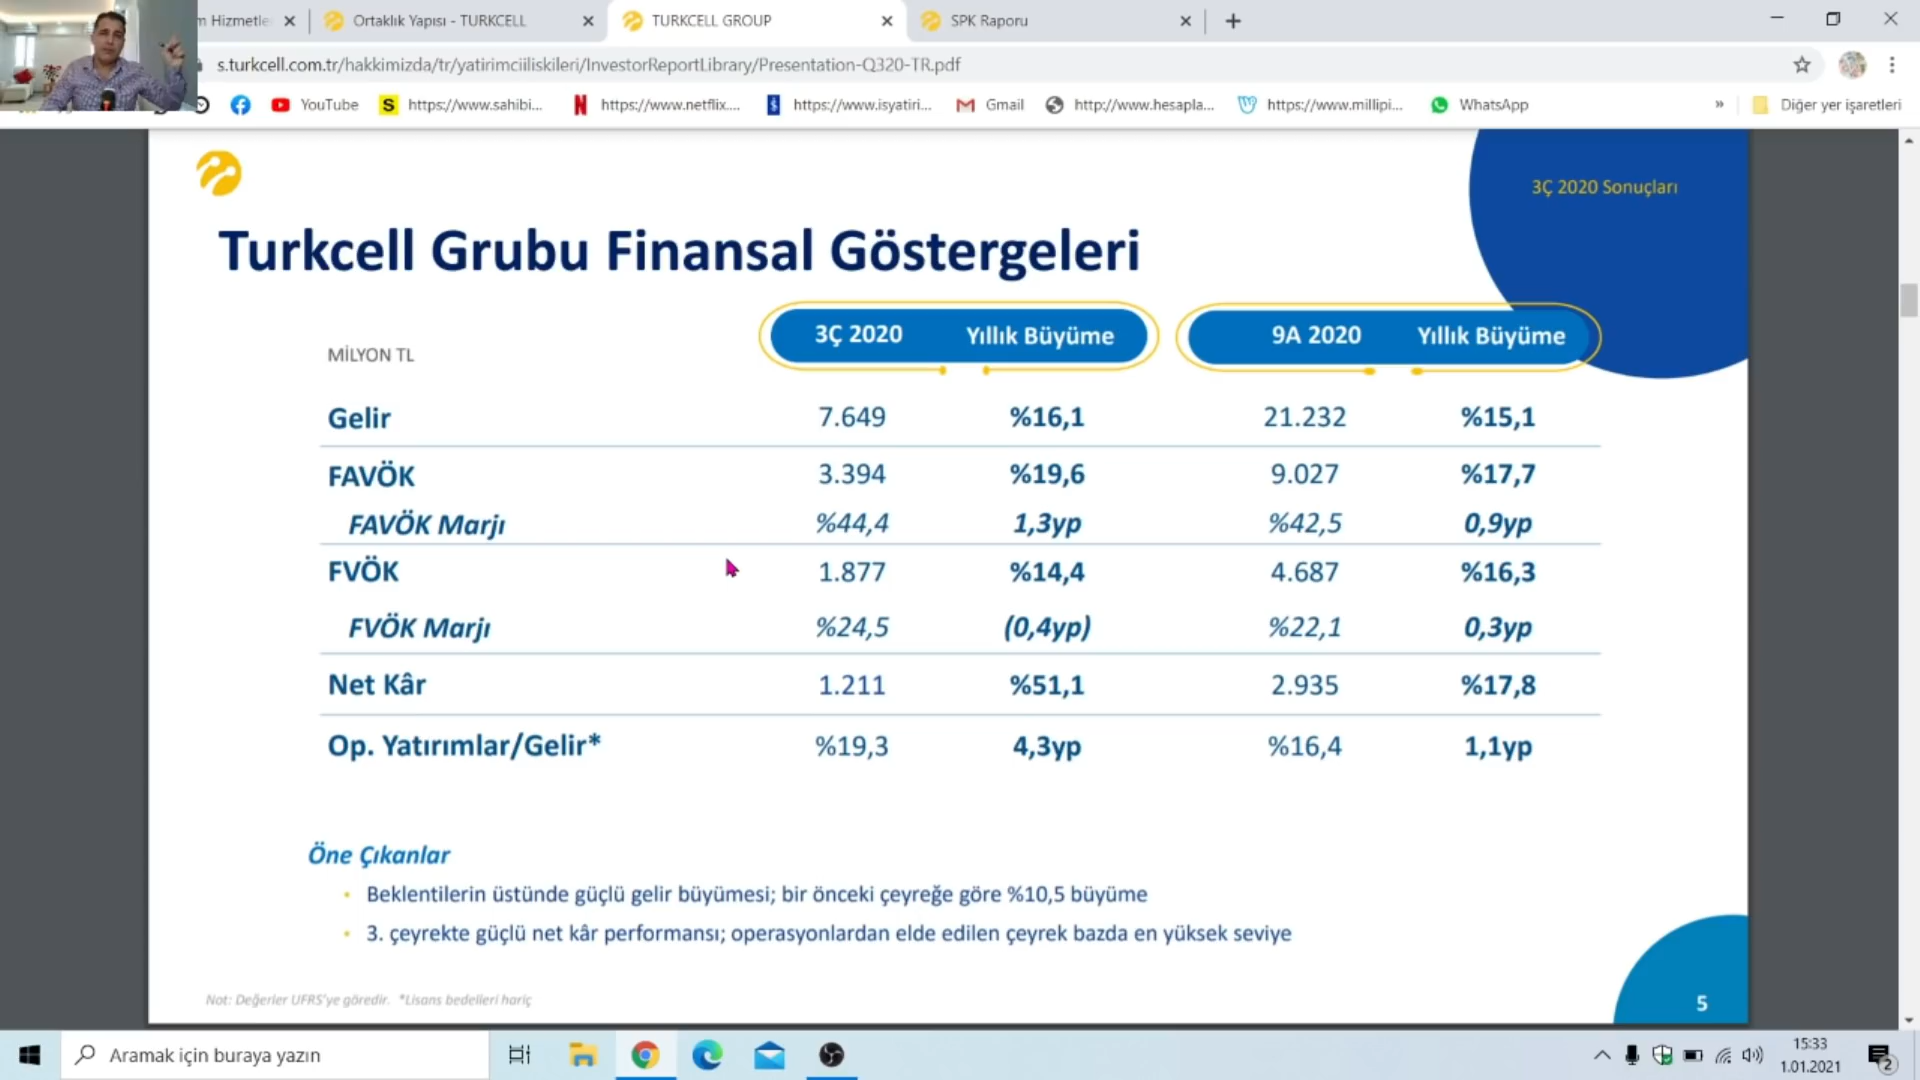 m Hizmetle
Ortaklık Yapısı - TURKCELL
TURKCELL GROUP
SPK Raporu
s.turkcell.com.tr/hakkimizda/tr/yatirimciiliskileri/InvestorReportLibrary/Presentation-Q320-TR.pdf
YouTube
https://www.sahibi...
https://www.netflix....
https://www.isyatiri...
Gmail
http://www.hesapla...
https://www.millipi...
WhatsApp
»
Diğer yer işaretleri
3Ç 2020 Sonuçları
Turkcell Grubu Finansal Göstergeleri
MİLYON TL 3Ç 2020 Yıllık Büyüme 9A 2020 Yıllık Büyüme
Gelir 7.649 %16,1 21.232 %15,1
FAVÖK 3.394 %19,6 9.027 %17,7
FAVÖK Marjı %44,4 1,3yp %42,5 0,9yp
FVÖK 1.877 %14,4 4.687 %16,3
FVÖK Marjı %24,5 (0,4yp) %22,1 0,3yp
Net Kâr 1.211 %51,1 2.935 %17,8
Op. Yatırımlar/Gelir* %19,3 4,3yp %16,4 1,1yp
Öne Çıkanlar
• Beklentilerin üstünde güçlü gelir büyümesi; bir önceki çeyreğe göre %10,5 büyüme
• 3. çeyrekte güçlü net kâr performansı; operasyonlardan elde edilen çeyrek bazda en yüksek seviye
Not: Değerler UFRS'ye göredir. *Lisans bedelleri hariç
5
Aramak için buraya yazın
15:33
1.01.2021
2